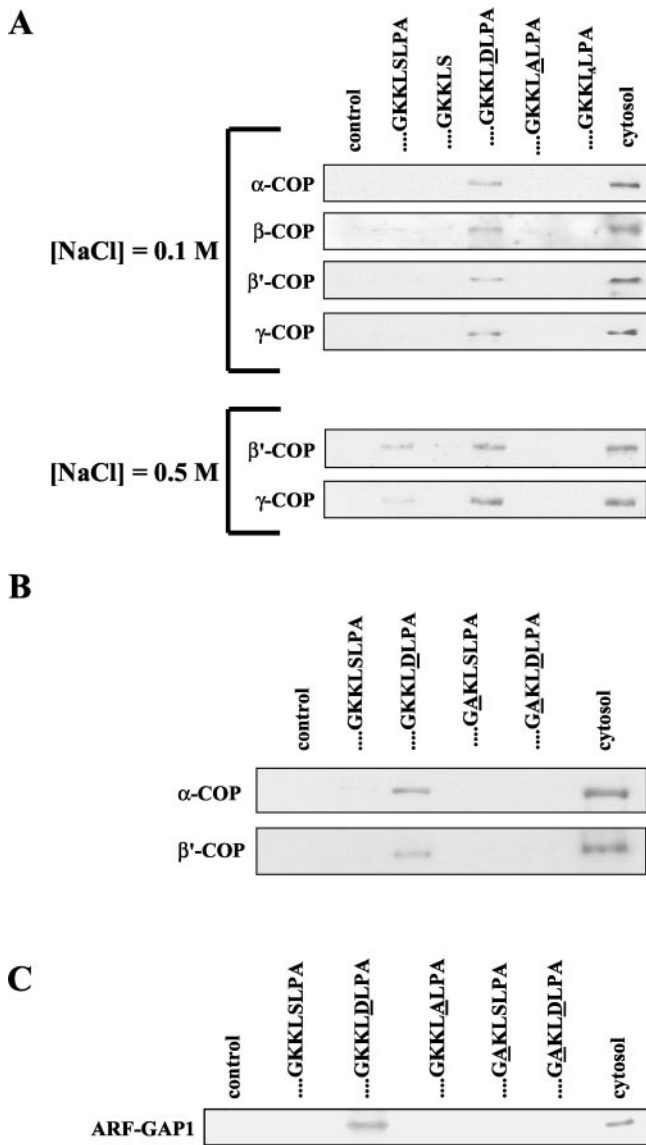 A
control
....GKKLSLPA
....GKKLS
....GKKLDLPA
....GKKLALPA
cytosol
[NaCl] = 0.1 M
α-COP
β-COP
β'-COP
γ-COP
[NaCl] = 0.5 M
β'-COP
γ-COP
B
control
....GKKLSLPA
....GKKLDLPA
....GAKLSLPA
....GAKLDLPA
cytosol
α-COP
β'-COP
C
control
....GKKLSLPA
....GKKLDLPA
....GKKLALPA
....GAKLSLPA
....GAKLDLPA
cytosol
ARF-GAP1